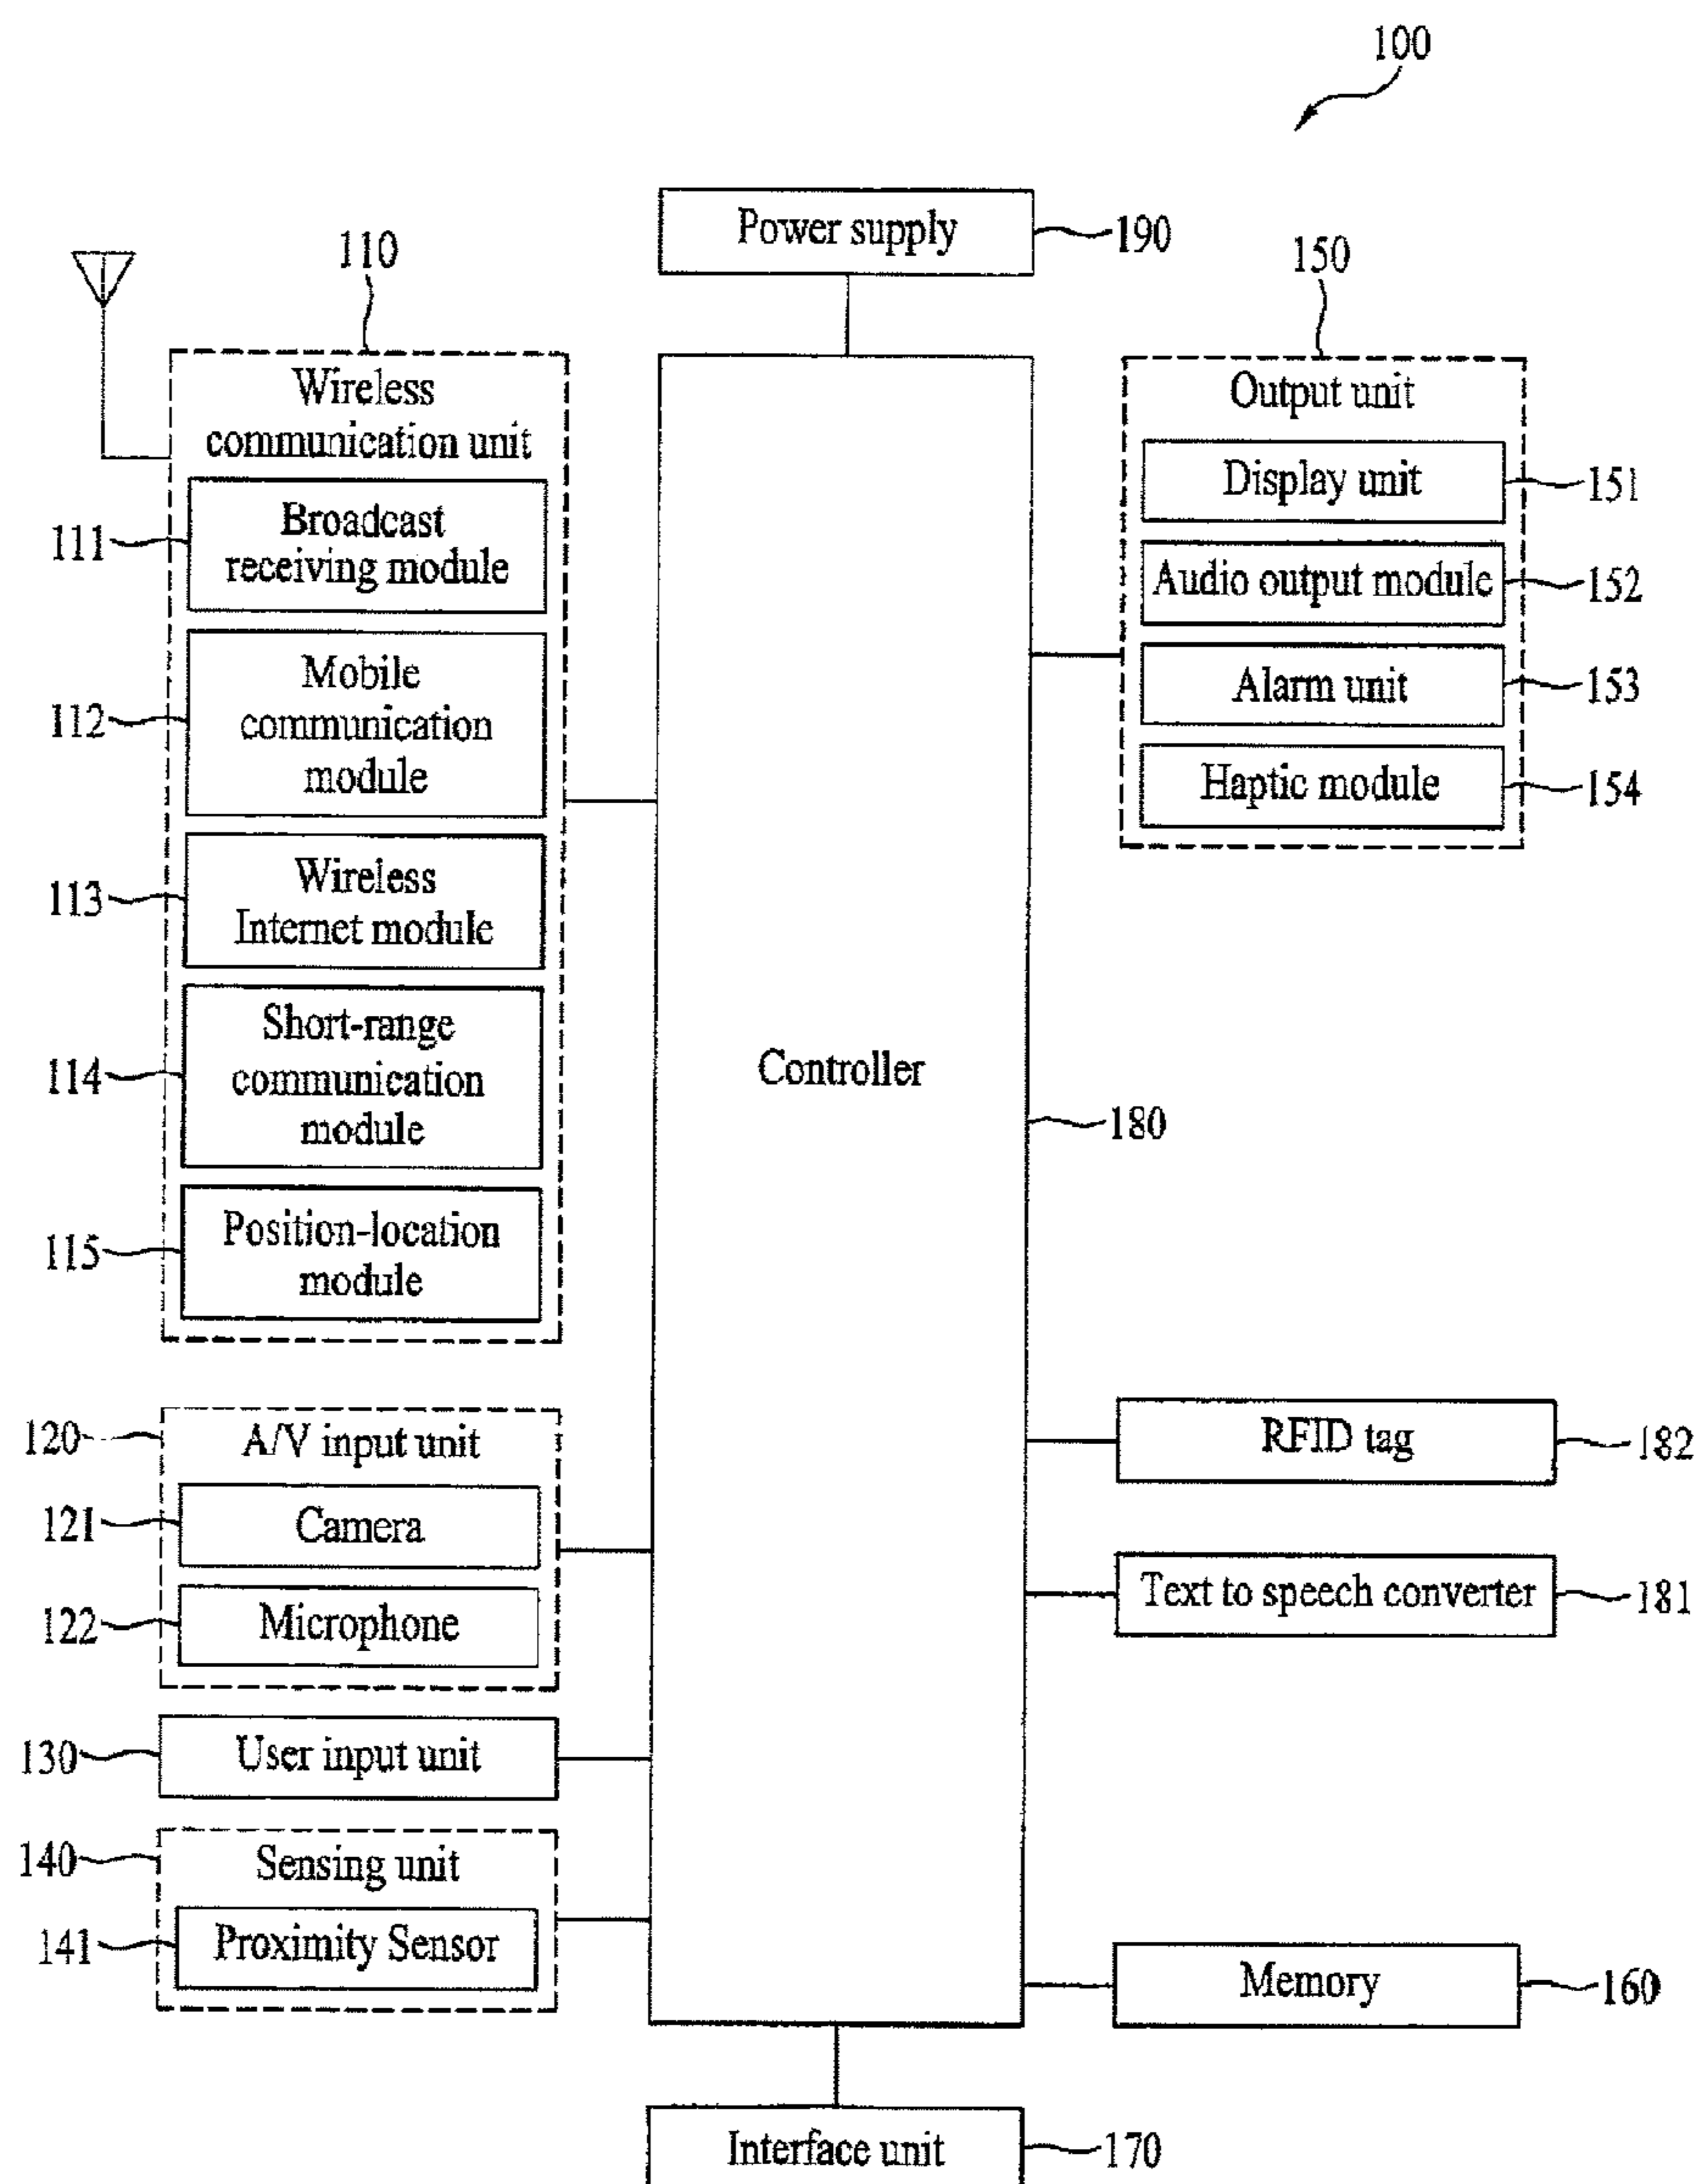 100
Power supply
190
110
Wireless
communication unit
111
Broadcast
receiving module
112
Mobile
communication
module
113
Wireless
Internet module
114
Short-range
communication
module
115
Position-location
module
120
A/V input unit
121
Camera
122
Microphone
130
User input unit
140
Sensing unit
141
Proximity Sensor
Controller
180
150
Output unit
Display unit
151
Audio output module
152
Alarm unit
153
Haptic module
154
RFID tag
182
Text to speech converter
181
Memory
160
Interface unit
170